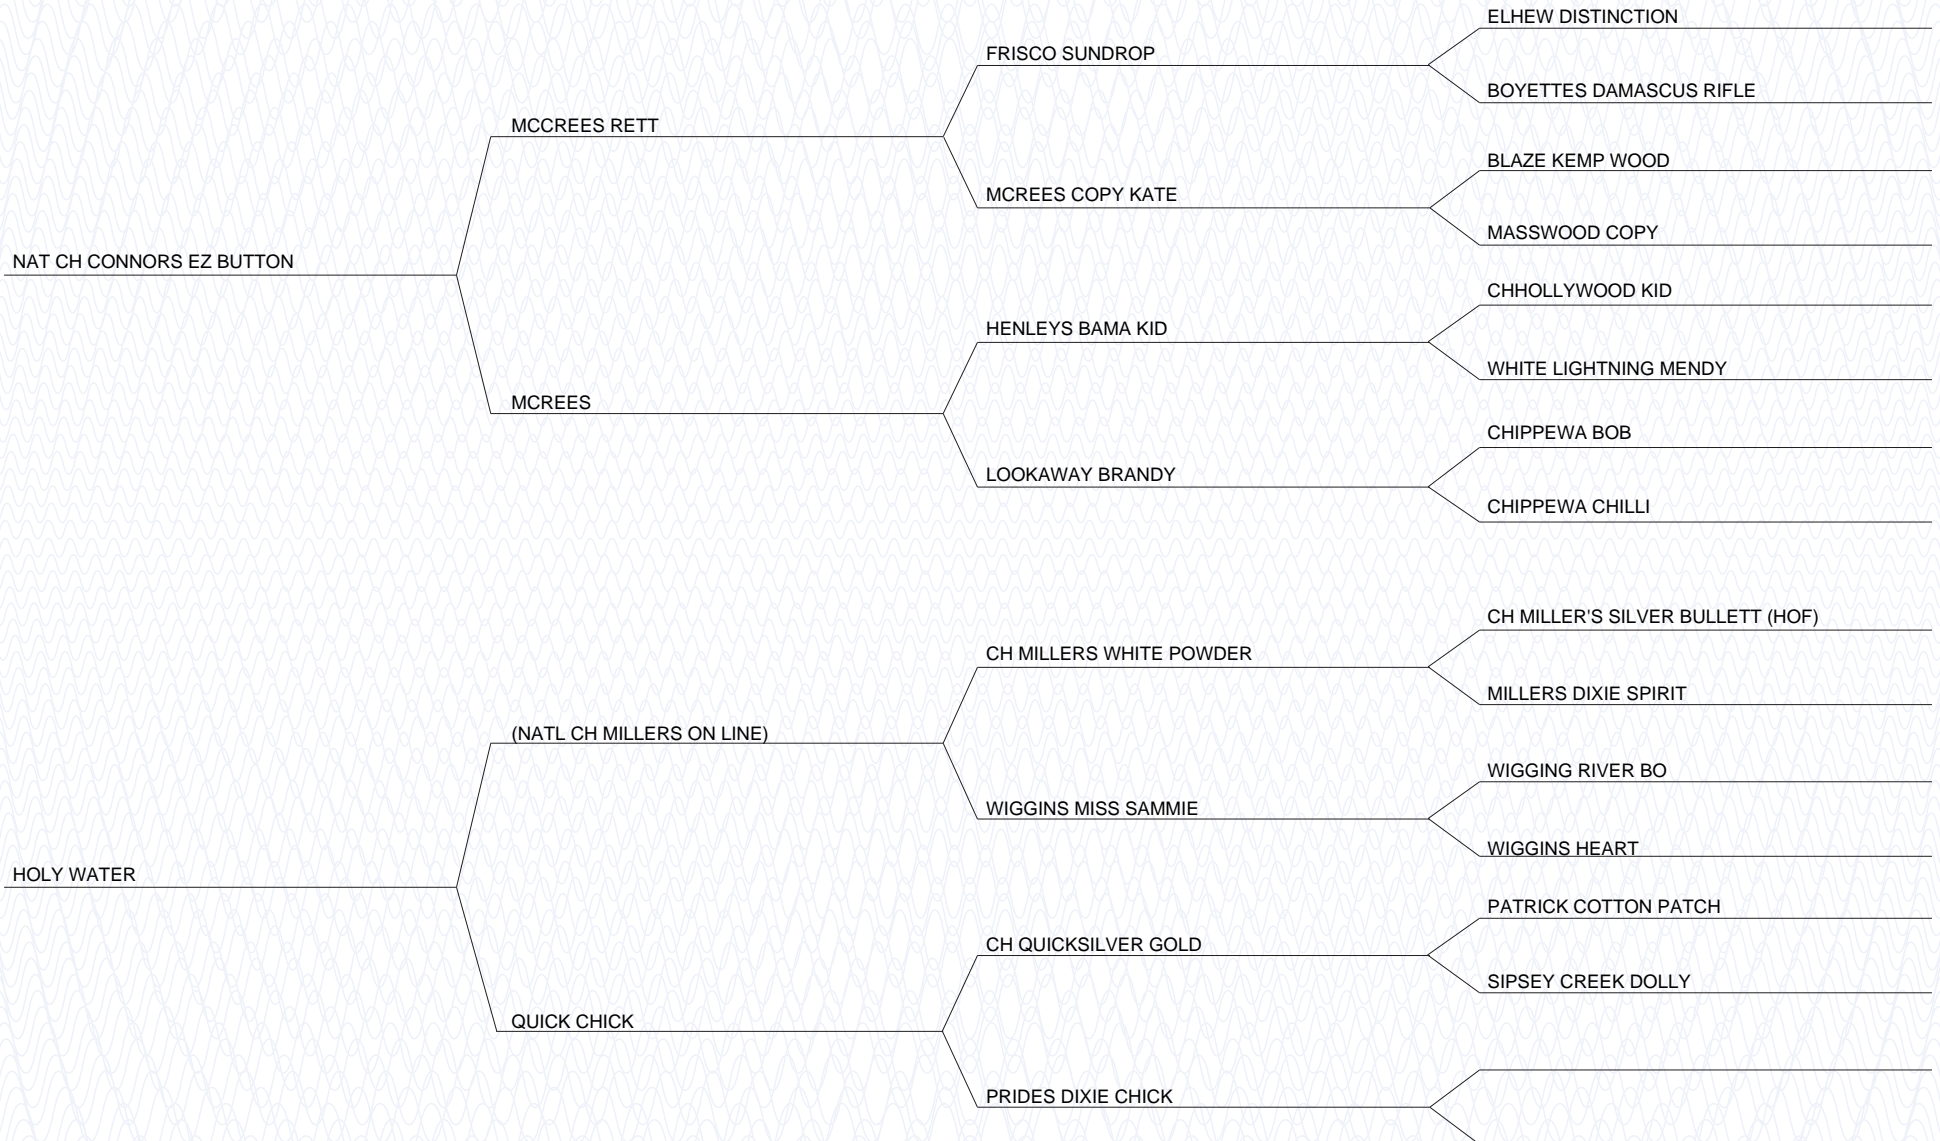 ELHEW DISTINCTION
FRISCO SUNDROP
BOYETTES DAMASCUS RIFLE
MCCREES RETT
BLAZE KEMP WOOD
MCREES COPY KATE
MASSWOOD COPY
NAT CH CONNORS EZ BUTTON
CHHOLLYWOOD KID
HENLEYS BAMA KID
WHITE LIGHTNING MENDY
MCREES
CHIPPEWA BOB
LOOKAWAY BRANDY
CHIPPEWA CHILLI
CH MILLER'S SILVER BULLETT (HOF)
CH MILLERS WHITE POWDER
MILLERS DIXIE SPIRIT
(NATL CH MILLERS ON LINE)
WIGGING RIVER BO
WIGGINS MISS SAMMIE
WIGGINS HEART
HOLY WATER
PATRICK COTTON PATCH
CH QUICKSILVER GOLD
SIPSEY CREEK DOLLY
QUICK CHICK
PRIDES DIXIE CHICK